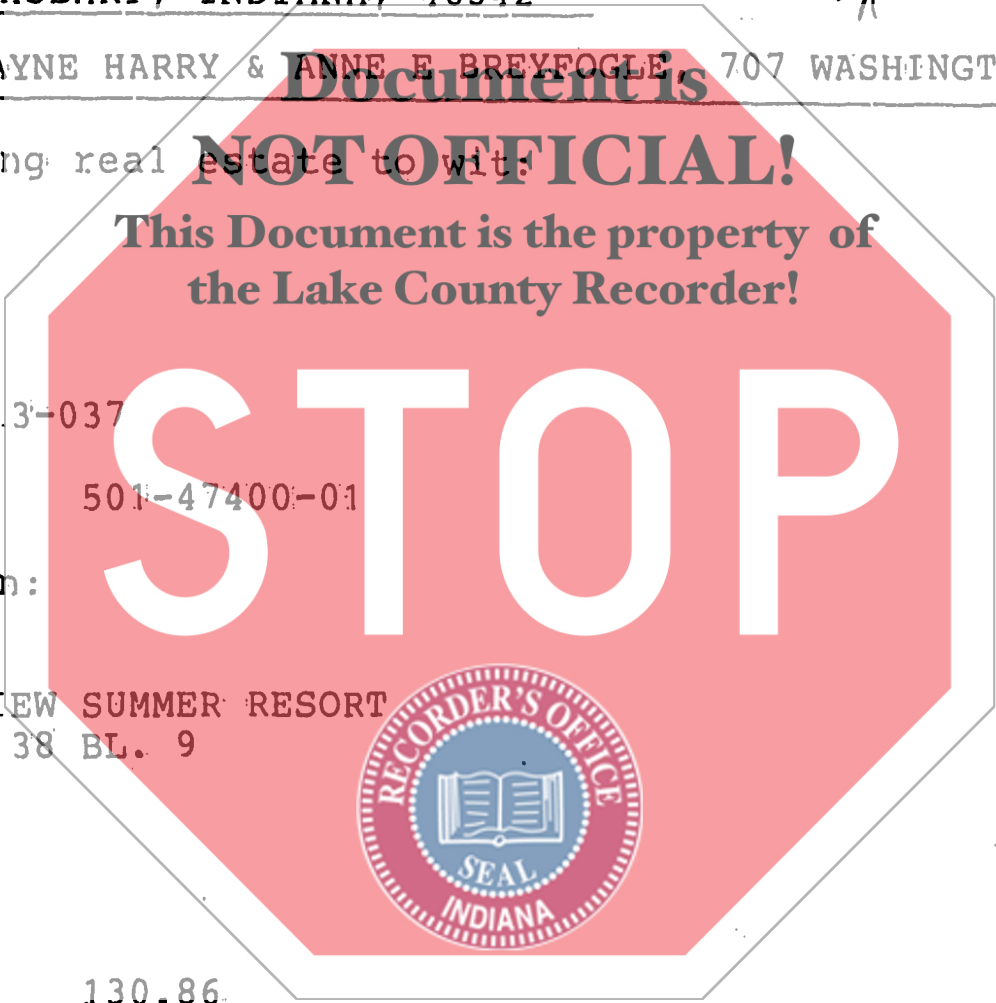 INDIANA,
AYNE HARRY & ANNE E BREYFOGLE, 707 WASHINGT
Document is
ng real estate to wit:
NOT OFFICIAL!
This Document is the property of
the Lake County Recorder!
3-037
STOP
501-47400-01
n:
IEW SUMMER RESORT
38 BL. 9
RECORDER'S OFFICE
SEAL
INDIANA
130.86